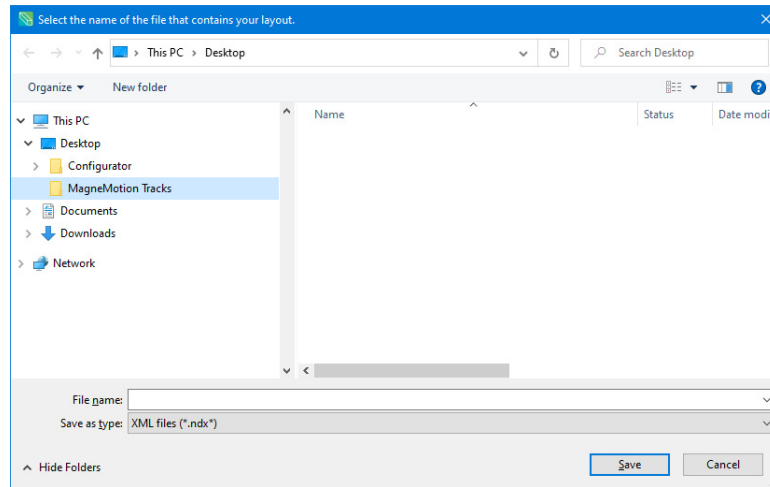 Select the name of the file that contains your layout.
This PC > Desktop
Search Desktop
Organize
New folder
Name
Status
Date modi
This PC
Desktop
Configurator
MagneMotion Tracks
Documents
Downloads
Network
File name:
Save as type: XML files (*.ndx*)
Hide Folders
Save
Cancel